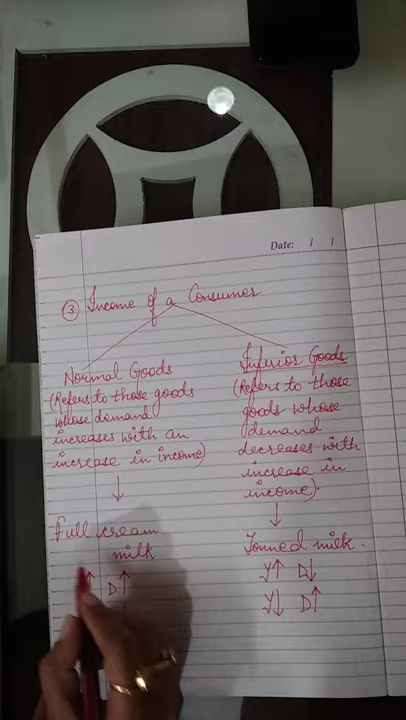 Date: / /
③ Income of a Consumer
Normal Goods
(Refers to those goods
whose demand
increases with an
increase in income)
↓
Full cream
milk
↑ D↑
Inferior Goods
(Refers to those
goods whose
demand
decreases with
increase in
income).
↓
Tonned milk.
Y↑ D↓
Y↓ D↑